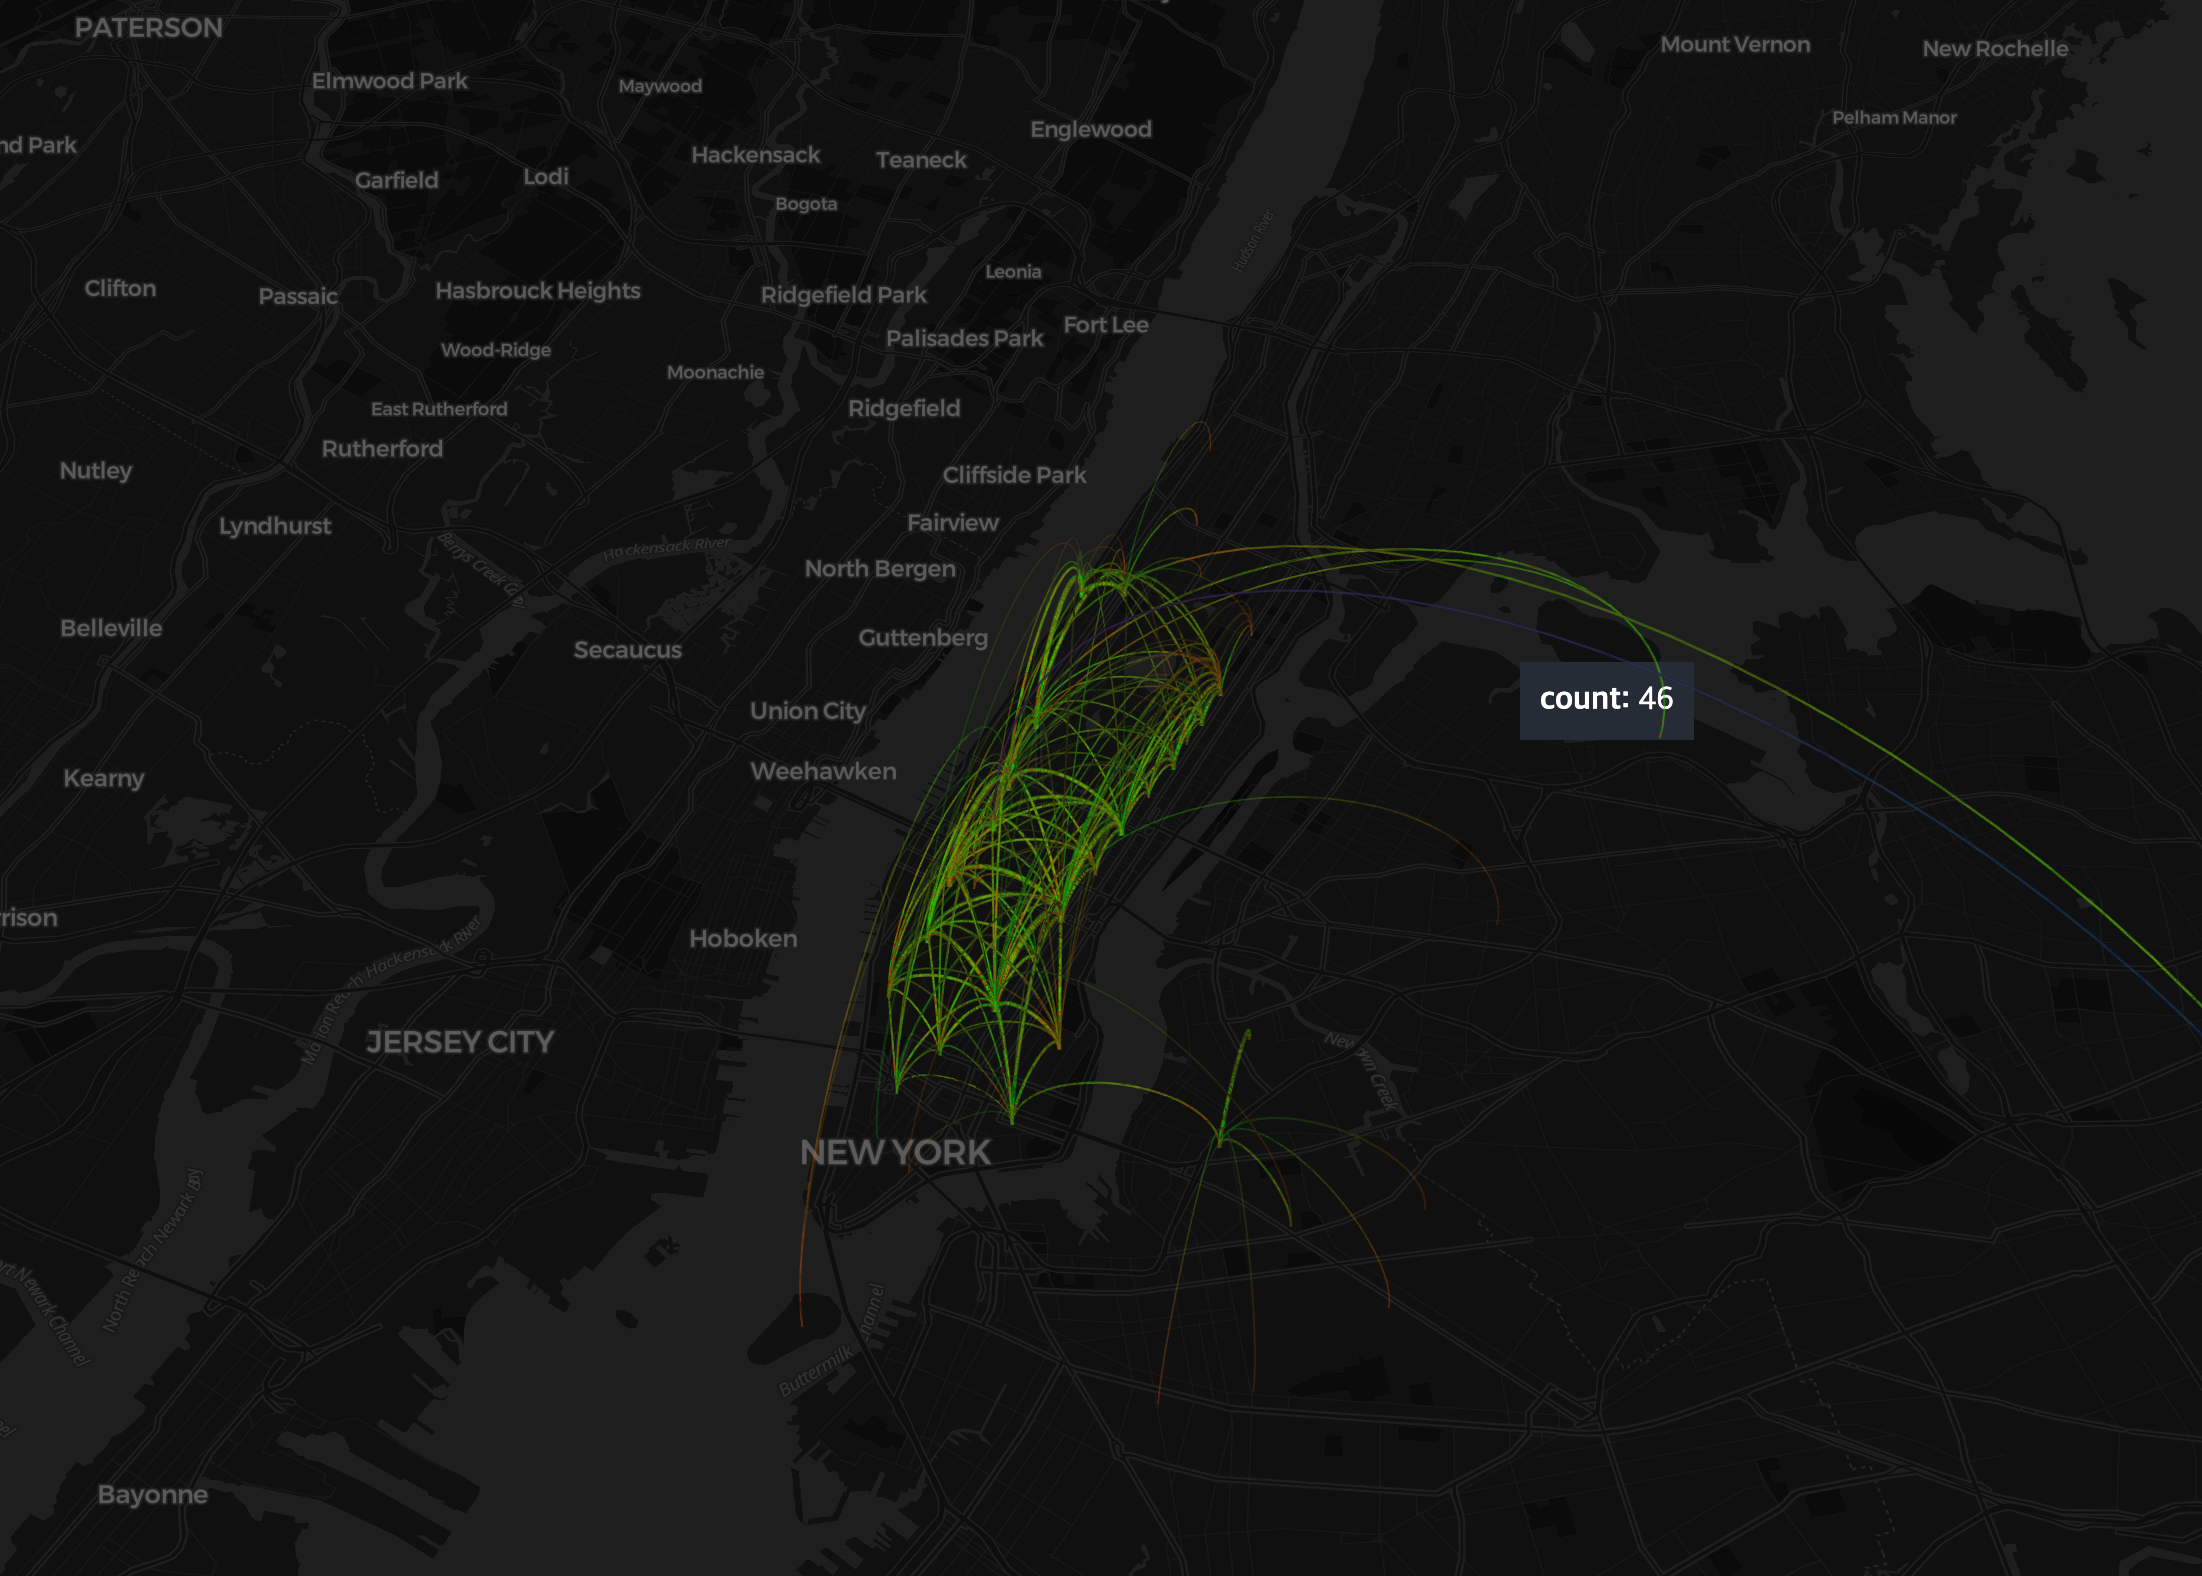 PATERSON
Mount Vernon
New Rochelle
Elmwood Park
Maywood
Pelham Manor
Englewood
nd Park
Hackensack
Teaneck
Garfield
Lodi
Bogota
Hudson River
Leonia
Clifton
Passaic
Hasbrouck Heights
Ridgefield Park
Fort Lee
Palisades Park
Wood-Ridge
Moonachie
East Rutherford
Ridgefield
Rutherford
Nutley
Cliffside Park
Lyndhurst
Fairview
Hackensack River
Berrys Creek Canal
North Bergen
Belleville
Guttenberg
Secaucus
count: 46
Union City
Kearny
Weehawken
rison
Hoboken
Marion Reach Hackensack River
JERSEY CITY
Newtown Creek
NEW YORK
North Reach Newark Bay
ort Newark Channel
Buttermilk
hannel
Bayonne